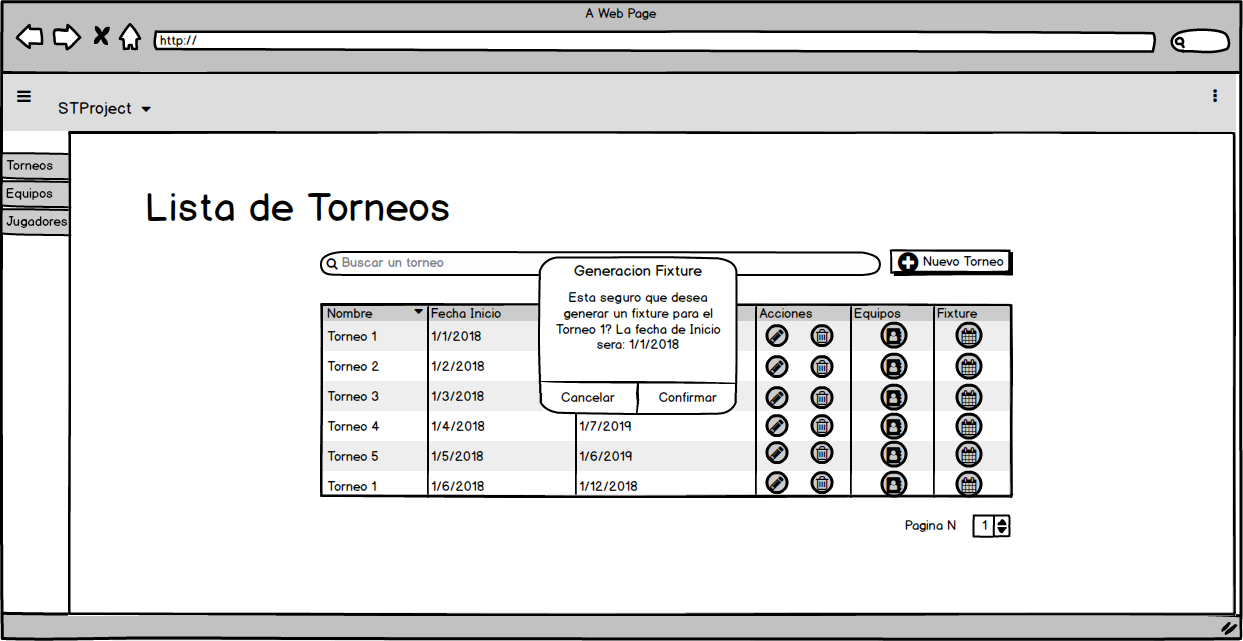 A Web Page
http://
STProject
Torneos
Equipos
Jugadores
Lista de Torneos
Buscar un torneo
Nuevo Torneo
Generacion Fixture
Esta seguro que desea
generar un fixture para el
Torneo 1? La fecha de Inicio
sera: 1/1/2018
Cancelar Confirmar
Nombre Fecha Inicio Acciones Equipos Fixture
Torneo 1 1/1/2018
Torneo 2 1/2/2018
Torneo 3 1/3/2018
Torneo 4 1/4/2018 1/7/2019
Torneo 5 1/5/2018 1/6/2019
Torneo 1 1/6/2018 1/12/2018
Pagina N 1